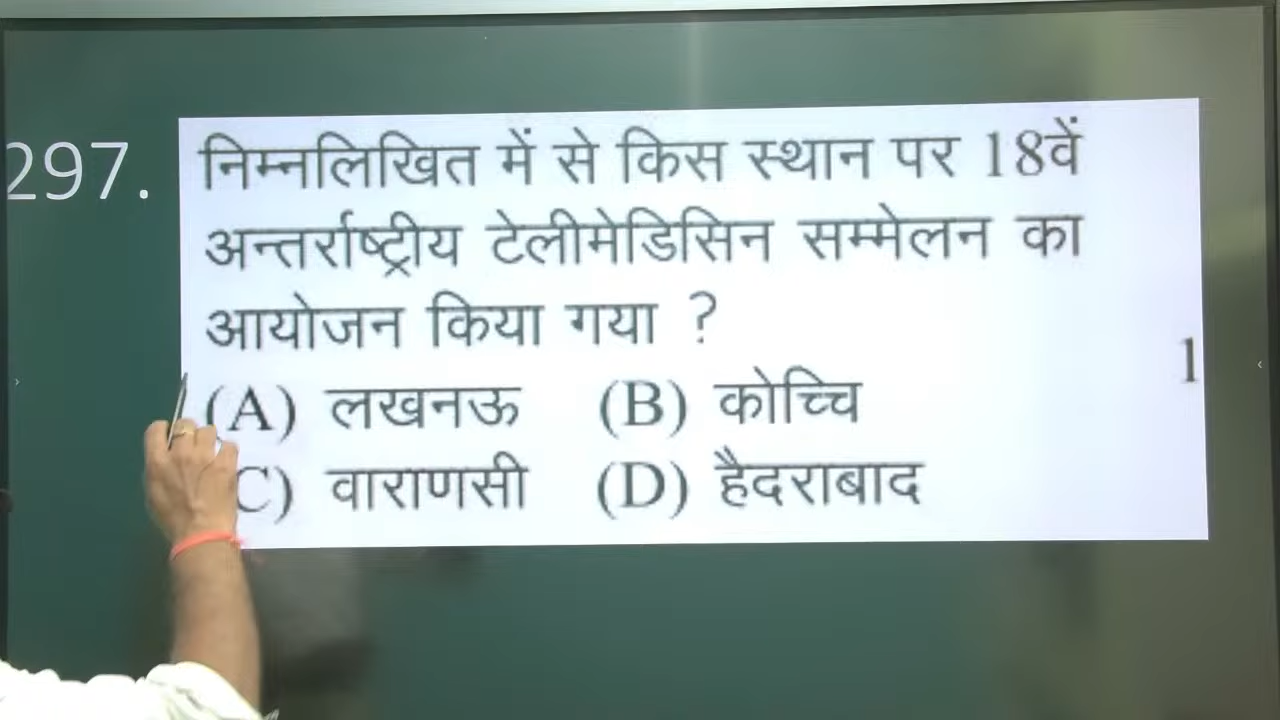 297.
निम्नलिखित में से किस स्थान पर 18वें
अन्तर्राष्ट्रीय टेलीमेडिसिन सम्मेलन का
आयोजन किया गया ?
1
(A) लखनऊ (B) कोच्चि
C) वाराणसी (D) हैदराबाद